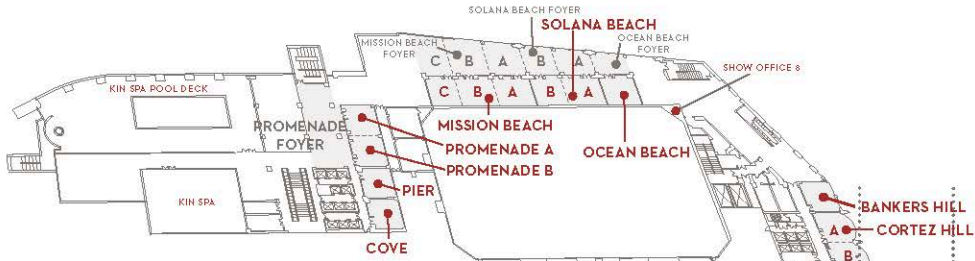 SOLANA BEACH FOYER
SOLANA BEACH
MISSION BEACH
FOYER
OCEAN BEACH
FOYER
C B A B A
SHOW OFFICE 8
KIN SPA POOL DECK
C B A B A
MISSION BEACH
PROMENADE
FOYER
PROMENADE A
OCEAN BEACH
PROMENADE B
PIER
KIN SPA
BANKERS HILL
A CORTEZ HILL
COVE
B